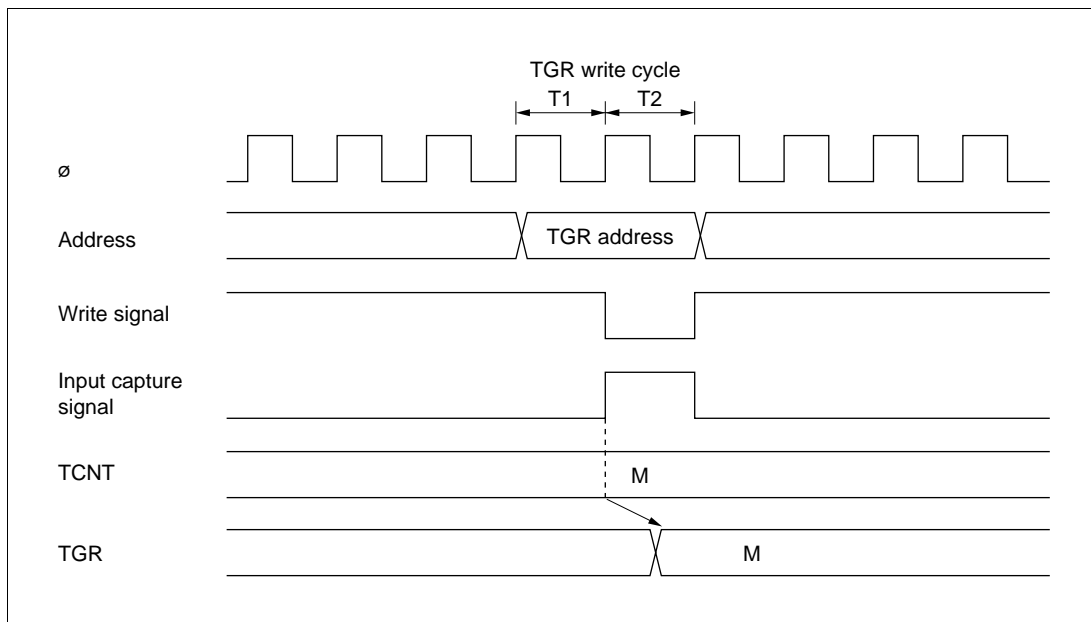 TGR write cycle
T1 T2
ø
Address TGR address
Write signal
Input capture
signal
TCNT M
TGR M